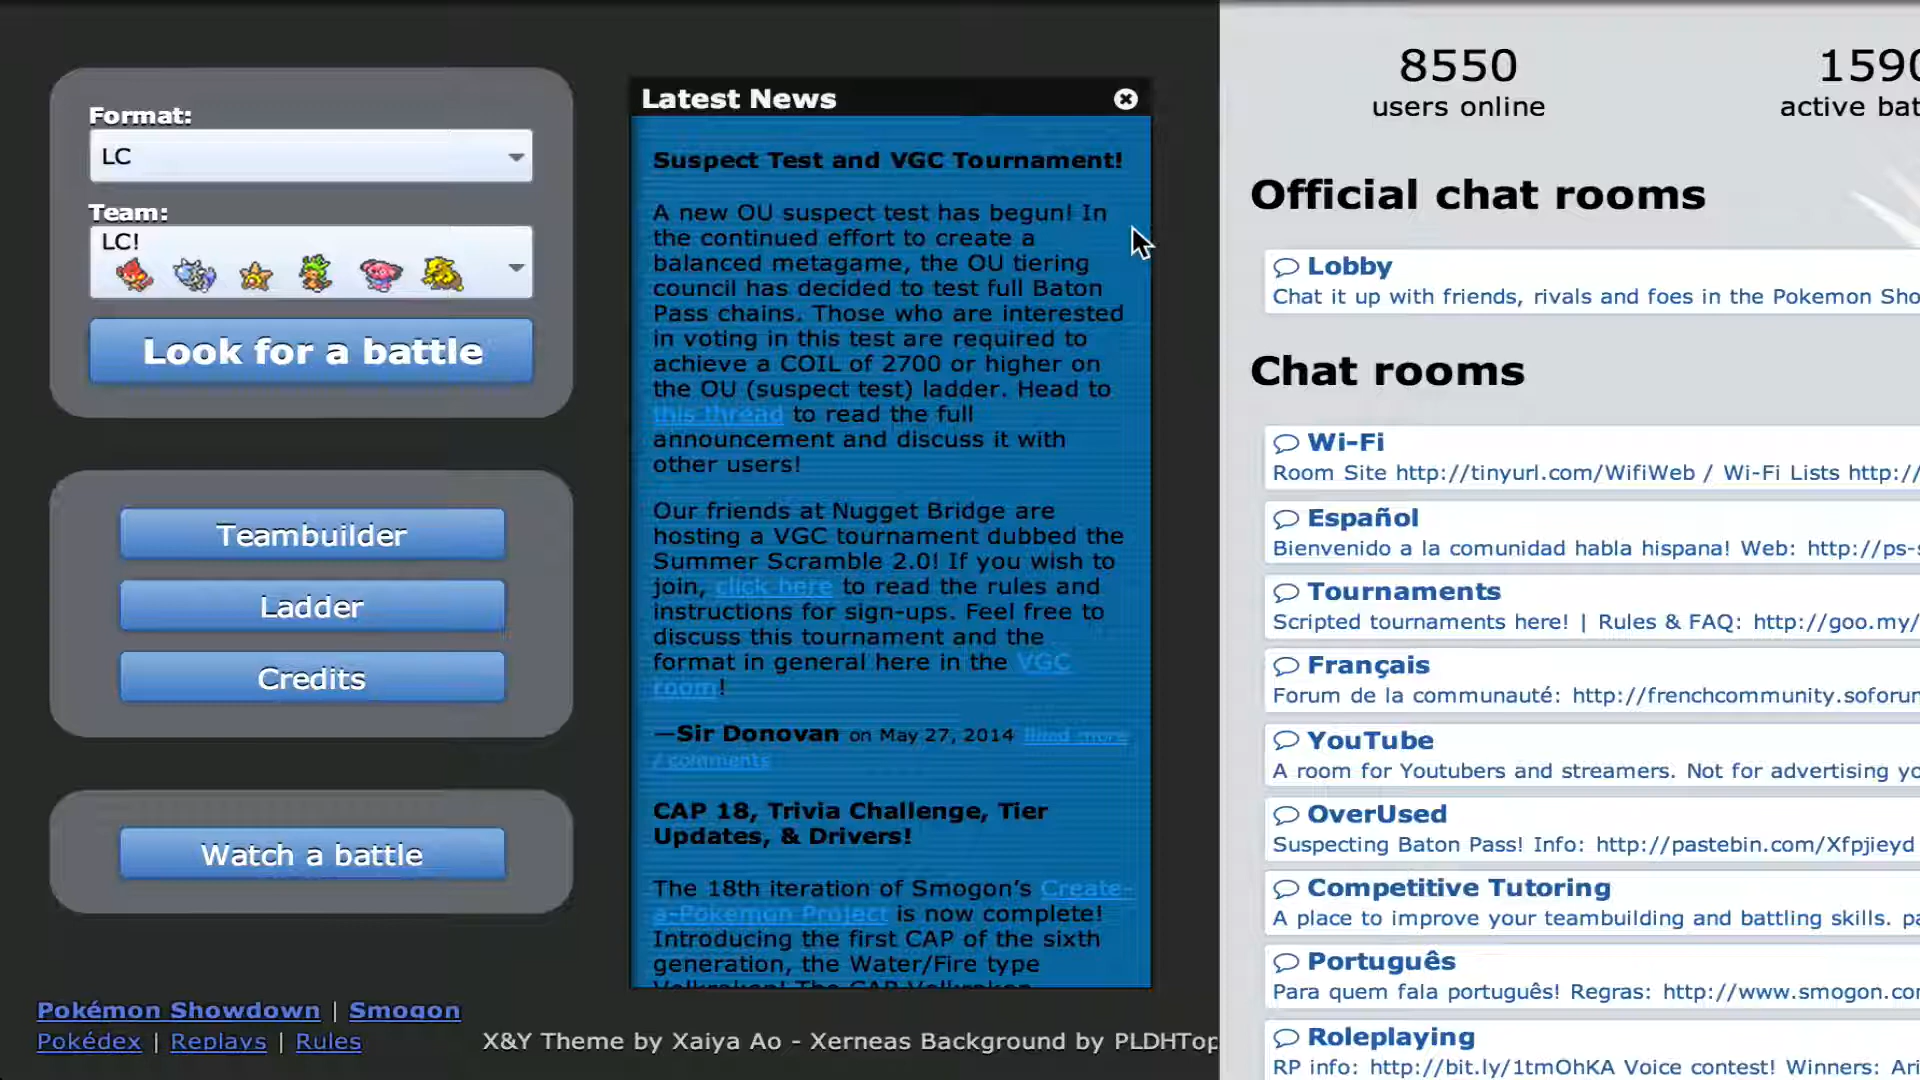 Format:
LC
Team:
LC!
Look for a battle
Teambuilder
Ladder
Credits
Watch a battle
Pokémon Showdown | Smogon
Pokédex | Replays | Rules
X&Y Theme by Xaiya Ao - Xerneas Background by PLDHTop
Latest News
Suspect Test and VGC Tournament!
A new OU suspect test has begun! In
the continued effort to create a
balanced metagame, the OU tiering
council has decided to test full Baton
Pass chains. Those who are interested
in voting in this test are required to
achieve a COIL of 2700 or higher on
the OU (suspect test) ladder. Head to
this thread to read the full
announcement and discuss it with
other users!
Our friends at Nugget Bridge are
hosting a VGC tournament dubbed the
Summer Scramble 2.0! If you wish to
join, click here to read the rules and
instructions for sign-ups. Feel free to
discuss this tournament and the
format in general here in the VGC
room!
—Sir Donovan on May 27, 2014 Read more
/ comments
CAP 18, Trivia Challenge, Tier
Updates, & Drivers!
The 18th iteration of Smogon's Create-
a-Pokemon Project is now complete!
Introducing the first CAP of the sixth
generation, the Water/Fire type
8550
users online
1590
active bat
Official chat rooms
Lobby
Chat it up with friends, rivals and foes in the Pokemon Sho
Chat rooms
Wi-Fi
Room Site http://tinyurl.com/WifiWeb / Wi-Fi Lists http://
Español
Bienvenido a la comunidad habla hispana! Web: http://ps-s
Tournaments
Scripted tournaments here! | Rules & FAQ: http://goo.my/
Français
Forum de la communauté: http://frenchcommunity.soforun
YouTube
A room for Youtubers and streamers. Not for advertising yo
OverUsed
Suspecting Baton Pass! Info: http://pastebin.com/Xfpjieyd
Competitive Tutoring
A place to improve your teambuilding and battling skills. pa
Português
Para quem fala português! Regras: http://www.smogon.con
Roleplaying
RP info: http://bit.ly/1tmOhKA Voice contest! Winners: Ari